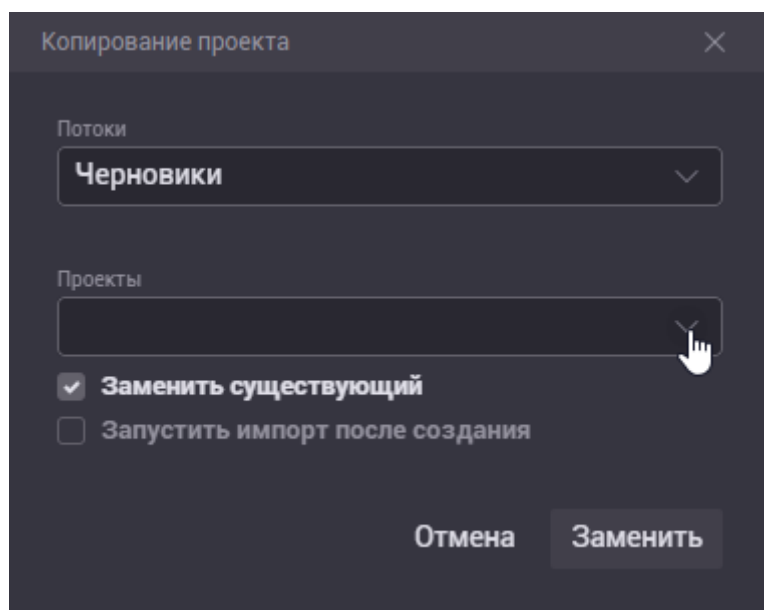 Копирование проекта
Потоки
Черновики
Проекты
Заменить существующий
Запустить импорт после создания
Отмена Заменить